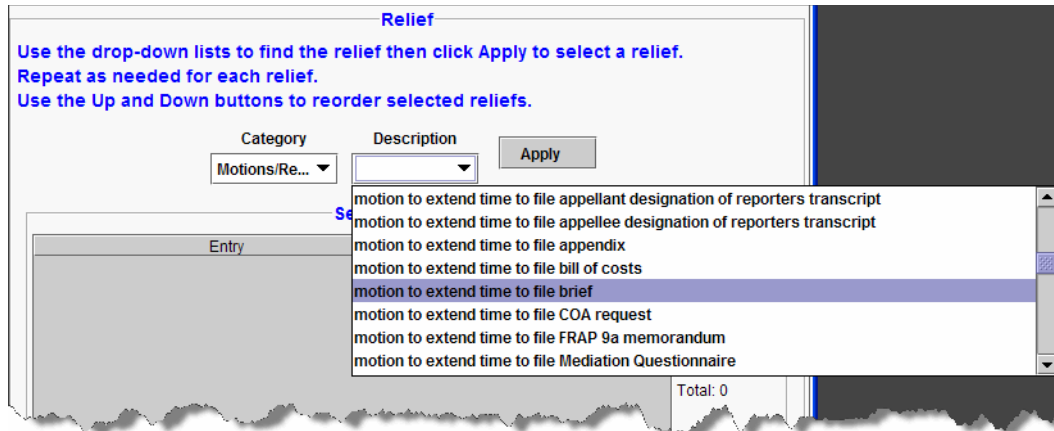 Relief
Use the drop-down lists to find the relief then click Apply to select a relief.
Repeat as needed for each relief.
Use the Up and Down buttons to reorder selected reliefs.
Category Description
Motions/Re... Apply
motion to extend time to file appellant designation of reporters transcript
Se
motion to extend time to file appellee designation of reporters transcript
Entry
motion to extend time to file appendix
motion to extend time to file bill of costs
motion to extend time to file brief
motion to extend time to file COA request
motion to extend time to file FRAP 9a memorandum
motion to extend time to file Mediation Questionnaire
Total: 0